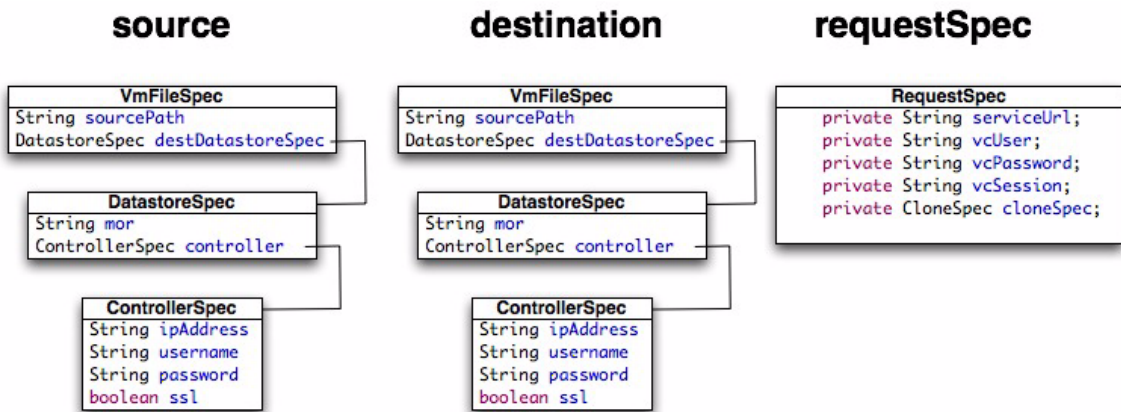 source
VmFileSpec
String sourcePath
DatastoreSpec destDatastoreSpec
DatastoreSpec
String mor
ControllerSpec controller
ControllerSpec
String ipAddress
String username
String password
boolean ssl
destination
VmFileSpec
String sourcePath
DatastoreSpec destDatastoreSpec
DatastoreSpec
String mor
ControllerSpec controller
ControllerSpec
String ipAddress
String username
String password
boolean ssl
requestSpec
RequestSpec
private String serviceUrl;
private String vcUser;
private String vcPassword;
private String vcSession;
private CloneSpec cloneSpec;